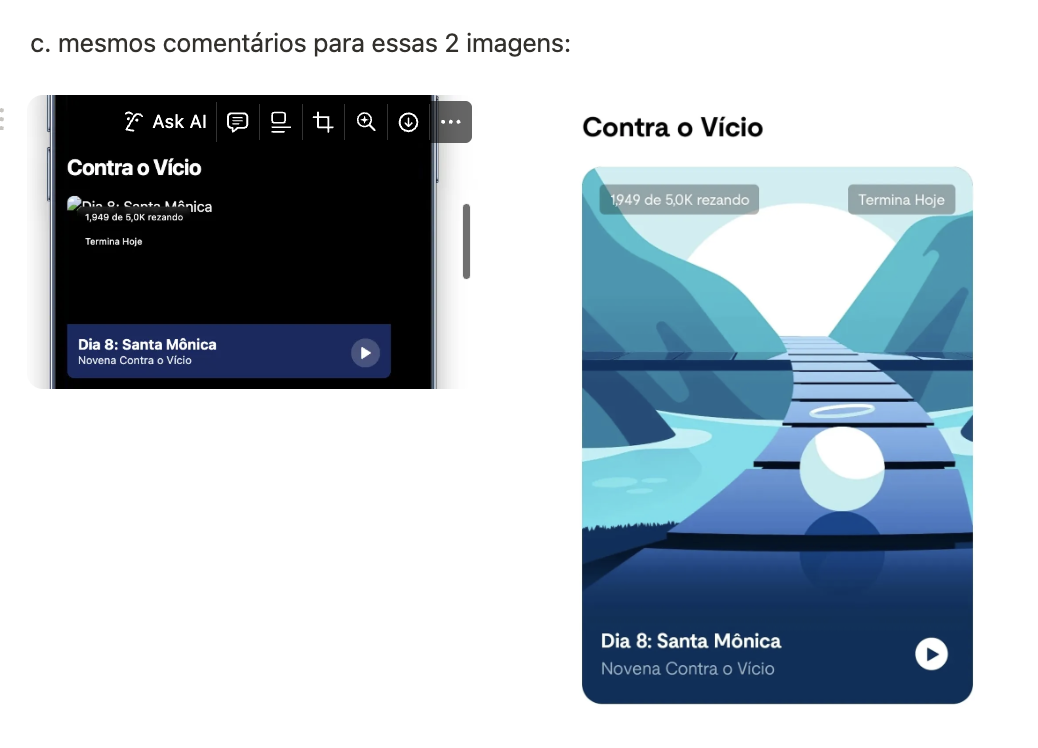 c. mesmos comentários para essas 2 imagens:
Ask AI
Contra o Vício
Dia 8: Santa Mônica
1,949 de 5,0K rezando
Termina Hoje
Dia 8: Santa Mônica
Novena Contra o Vício
Contra o Vício
1,949 de 5,0K rezando
Termina Hoje
Dia 8: Santa Mônica
Novena Contra o Vício